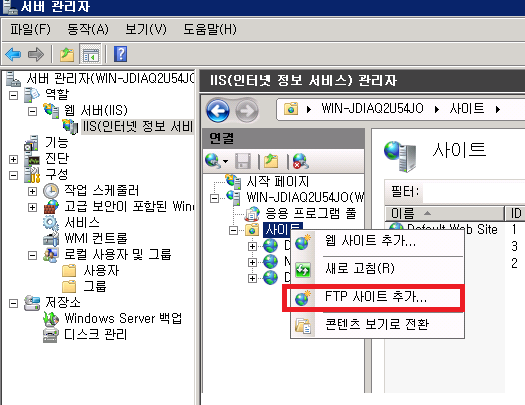 서버 관리자
파일(F) 동작(A) 보기(V) 도움말(H)
서버 관리자(WIN-JDIAQ2U54JO
역할
웹 서버(IIS)
IIS(인터넷 정보 서비
기능
진단
구성
작업 스케줄러
고급 보안이 포함된 Wind
서비스
WMI 컨트롤
로컬 사용자 및 그룹
사용자
그룹
저장소
Windows Server 백업
디스크 관리
IIS(인터넷 정보 서비스) 관리자
WIN-JDIAQ2U54JO 사이트
연결
시작 페이지
WIN-JDIAQ2U54JO(W
응용 프로그램 풀
사이트
D
N
D
웹 사이트 추가...
새로 고침(R)
FTP 사이트 추가...
콘텐츠 보기로 전환
사이트
필터:
이름 ID
Default Web Site 1
3
2